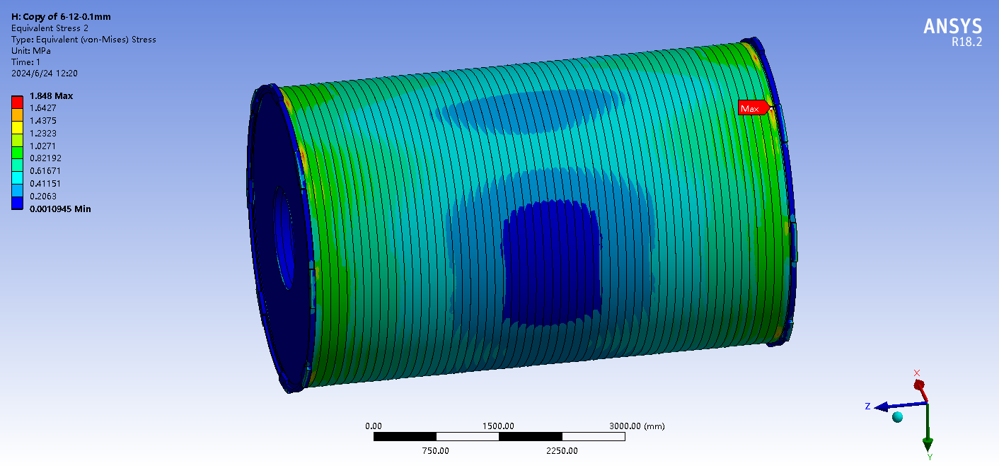 H: Copy of 6-12-0.1mm
Equivalent Stress 2
Type: Equivalent (von-Mises) Stress
Unit: MPa
Time: 1
2024/6/24 12:20
1.848 Max
1.6427
1.4375
1.2323
1.0271
0.82192
0.61671
0.41151
0.2063
0.0010945 Min
ANSYS
R18.2
Max
0.00 1500.00 3000.00 (mm)
750.00 2250.00
X
Z
Y